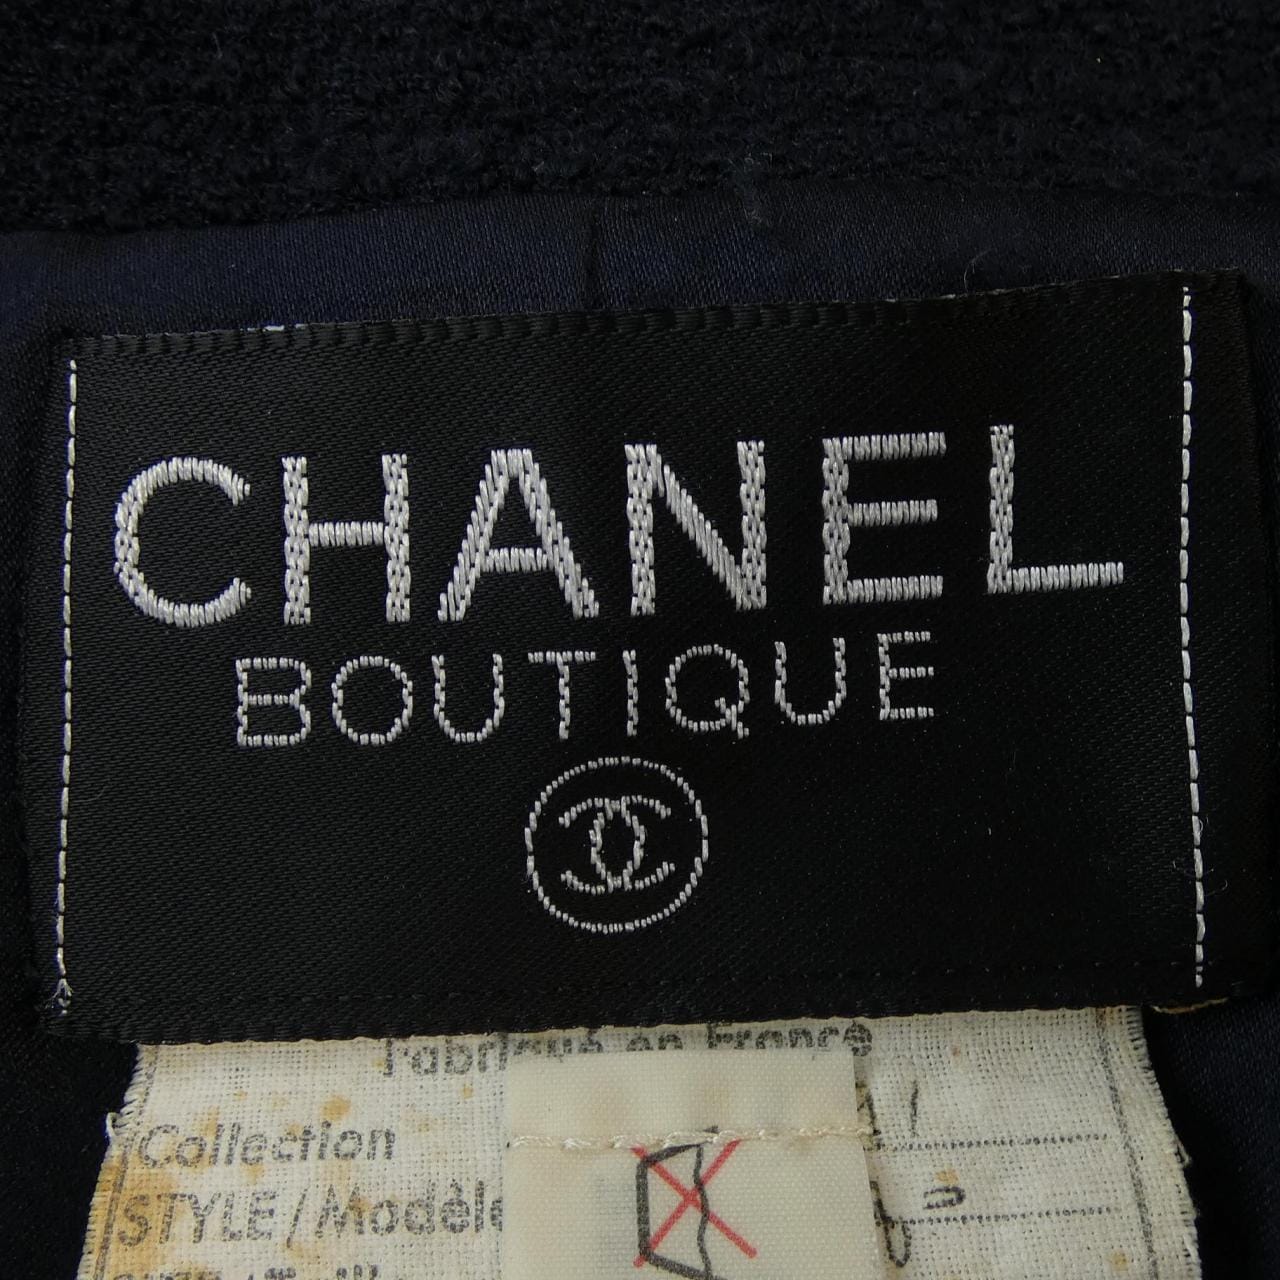 CHANEL
BOUTIQUE
Fabriqué en France
Collection
STYLE/Modèle